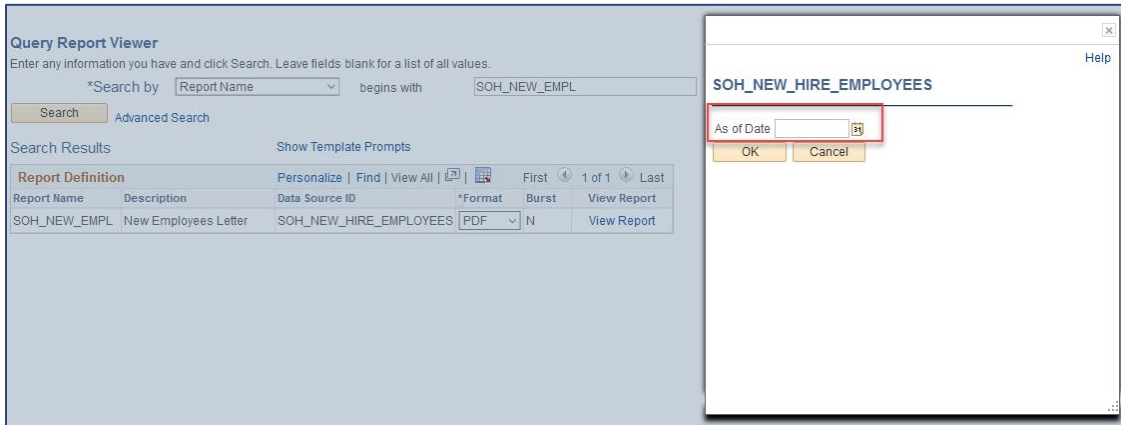 Query Report Viewer
Enter any information you have and click Search. Leave fields blank for a list of all values.
*Search by Report Name begins with SOH_NEW_EMPL
Search Advanced Search
Search Results Show Template Prompts
Report Definition Personalize | Find | View All | | First 1 of 1 Last
Report Name Description Data Source ID *Format Burst View Report
SOH_NEW_EMPL New Employees Letter SOH_NEW_HIRE_EMPLOYEES PDF N View Report
x
Help
SOH_NEW_HIRE_EMPLOYEES
As of Date 31
OK Cancel